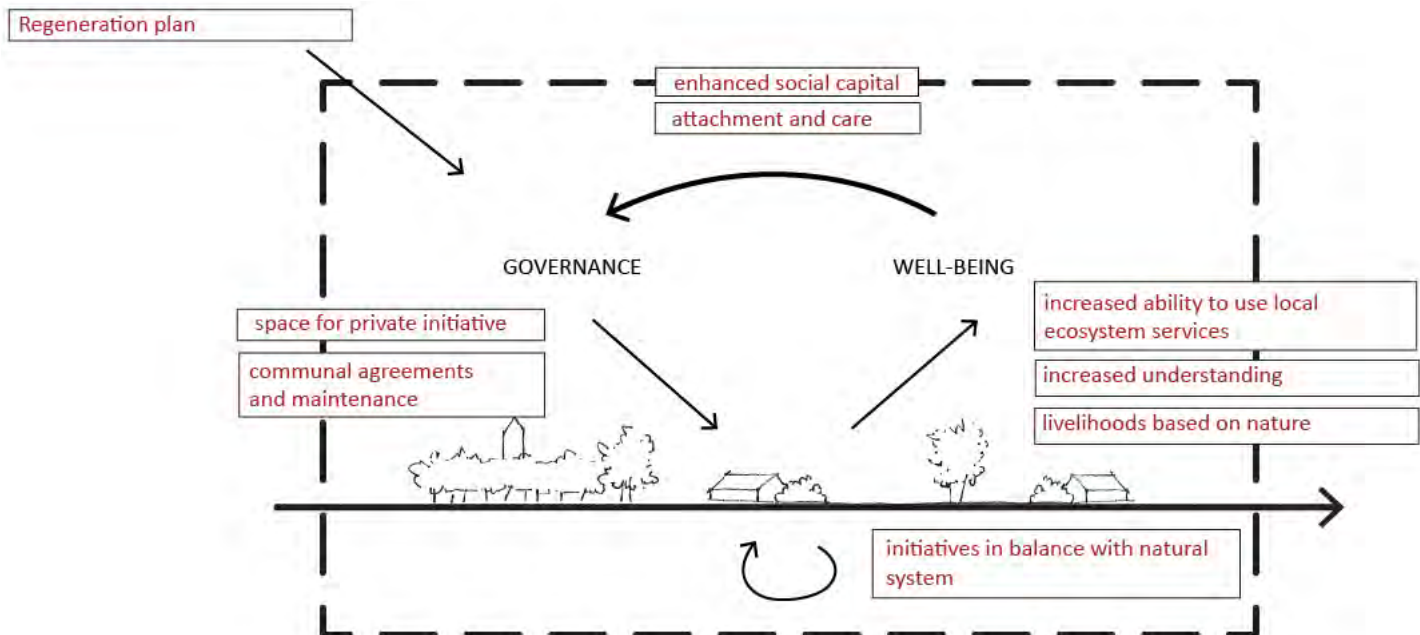 Regeneration plan
enhanced social capital
attachment and care
GOVERNANCE
WELL-BEING
space for private initiative
communal agreements
and maintenance
increased ability to use local
ecosystem services
increased understanding
livelihoods based on nature
initiatives in balance with natural
system